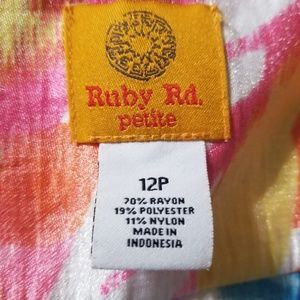 Ruby Rd.
petite
12P
70% RAYON
19% POLYESTER
11% NYLON
MADE IN
INDONESIA